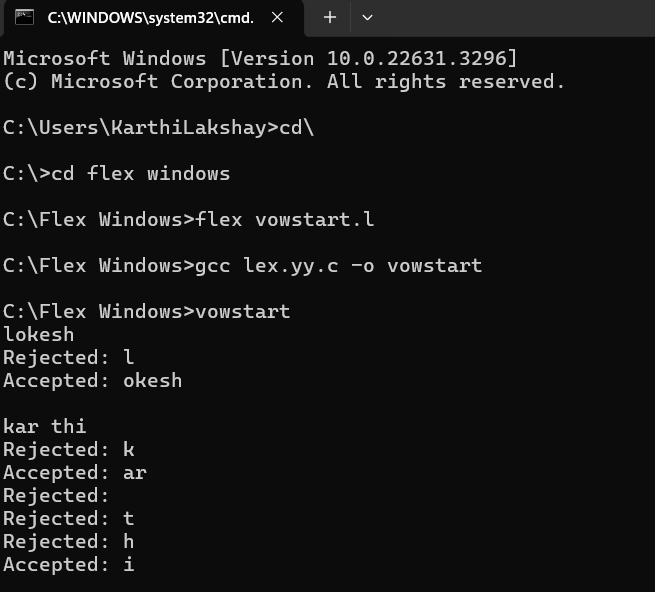 C:\WINDOWS\system32\cmd.
Microsoft Windows [Version 10.0.22631.3296]
(c) Microsoft Corporation. All rights reserved.
C:\Users\KarthiLakshay>cd\
C:\>cd flex windows
C:\Flex Windows>flex vowstart.l
C:\Flex Windows>gcc lex.yy.c -o vowstart
C:\Flex Windows>vowstart
lokesh
Rejected: l
Accepted: okesh
kar thi
Rejected: k
Accepted: ar
Rejected:
Rejected: t
Rejected: h
Accepted: i